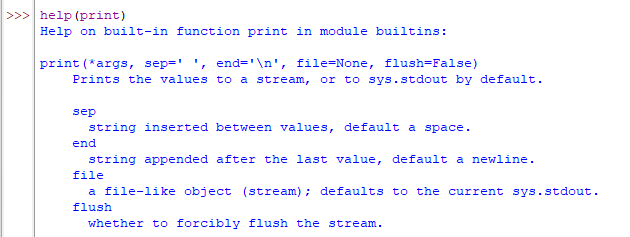 >>> help(print)
Help on built-in function print in module builtins:

print(*args, sep=' ', end='\n', file=None, flush=False)
    Prints the values to a stream, or to sys.stdout by default.

    sep
      string inserted between values, default a space.
    end
      string appended after the last value, default a newline.
    file
      a file-like object (stream); defaults to the current sys.stdout.
    flush
      whether to forcibly flush the stream.